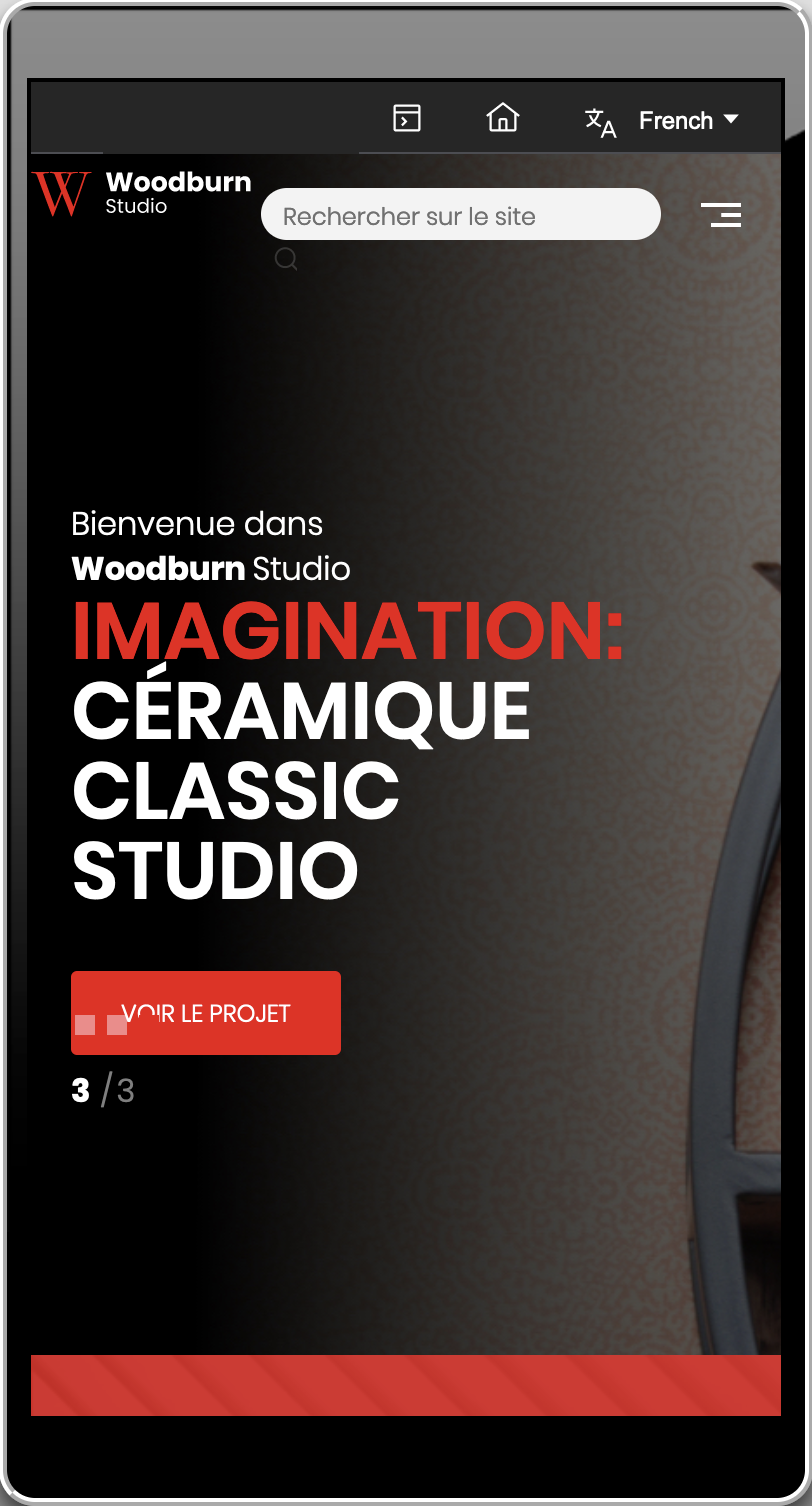 French
Woodburn
Studio
Rechercher sur le site
Bienvenue dans
Woodburn Studio
IMAGINATION:
CÉRAMIQUE
CLASSIC
STUDIO
VOIR LE PROJET
3 /3